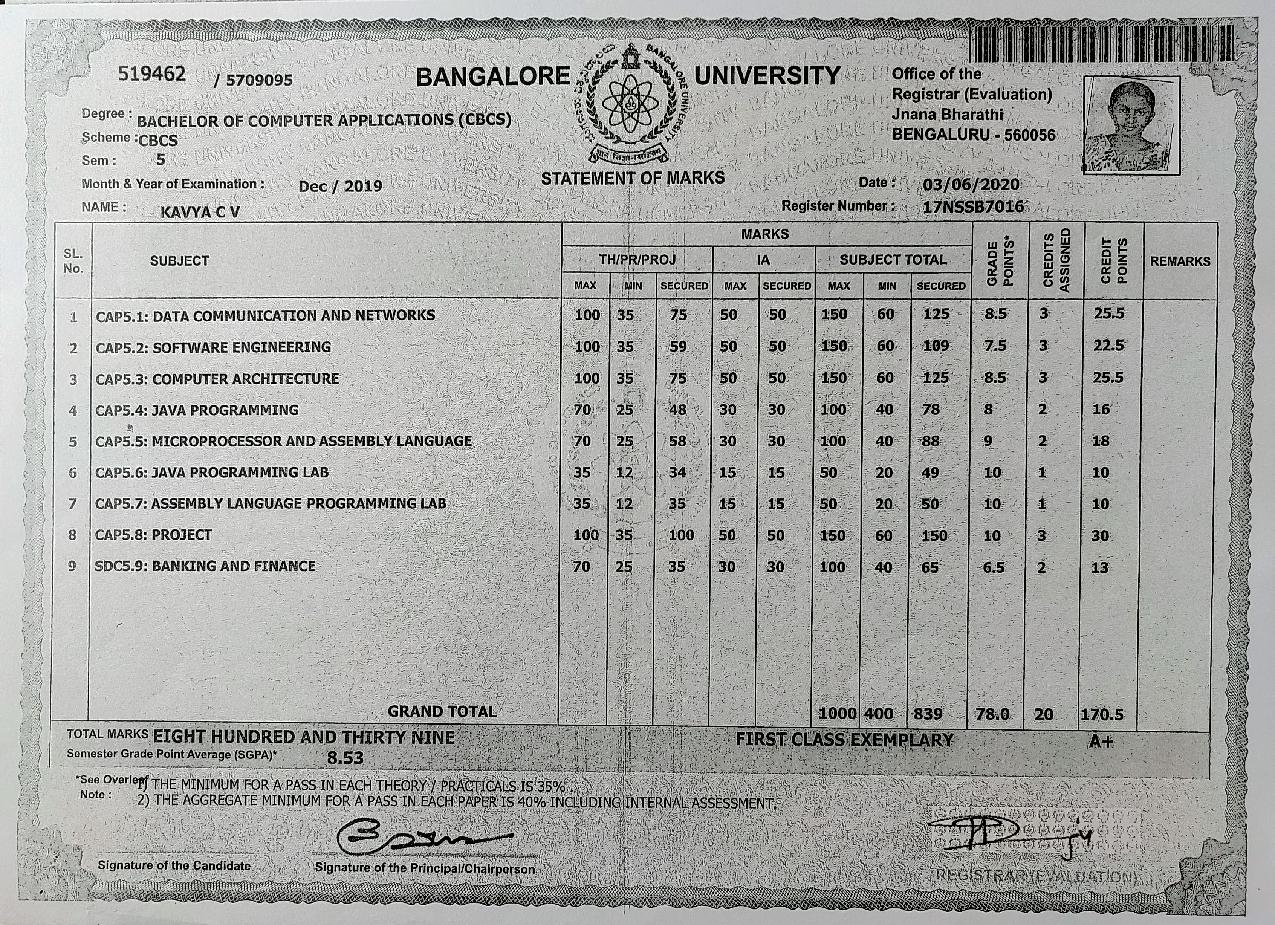 519462 / 5709095
BANGALORE UNIVERSITY
Office of the
Registrar (Evaluation)
Jnana Bharathi
BENGALURU - 560056
Degree : BACHELOR OF COMPUTER APPLICATIONS (CBCS)
Scheme :CBCS
Sem : 5
Month & Year of Examination : Dec / 2019
NAME : KAVYA C V
BANGALORE UNIVERSITY
STATEMENT OF MARKS
Date : 03/06/2020
Register Number : 17NSSB7016
SL. No. SUBJECT MARKS GRADE POINTS* CREDITS ASSIGNED CREDIT POINTS REMARKS
TH/PR/PROJ IA SUBJECT TOTAL
MAX MIN SECURED MAX SECURED MAX MIN SECURED
1 CAP5.1: DATA COMMUNICATION AND NETWORKS 100 35 75 50 50 150 60 125 8.5 3 25.5
2 CAP5.2: SOFTWARE ENGINEERING 100 35 59 50 50 150 60 109 7.5 3 22.5
3 CAP5.3: COMPUTER ARCHITECTURE 100 35 75 50 50 150 60 125 8.5 3 25.5
4 CAP5.4: JAVA PROGRAMMING 70 25 48 30 30 100 40 78 8 2 16
5 CAP5.5: MICROPROCESSOR AND ASSEMBLY LANGUAGE 70 25 58 30 30 100 40 88 9 2 18
6 CAP5.6: JAVA PROGRAMMING LAB 35 12 34 15 15 50 20 49 10 1 10
7 CAP5.7: ASSEMBLY LANGUAGE PROGRAMMING LAB 35 12 35 15 15 50 20 50 10 1 10
8 CAP5.8: PROJECT 100 35 100 50 50 150 60 150 10 3 30
9 SDC5.9: BANKING AND FINANCE 70 25 35 30 30 100 40 65 6.5 2 13
GRAND TOTAL 1000 400 839 78.0 20 170.5
TOTAL MARKS EIGHT HUNDRED AND THIRTY NINE FIRST CLASS EXEMPLARY A+
Semester Grade Point Average (SGPA)* 8.53
*See Overleaf
Note : 1) THE MINIMUM FOR A PASS IN EACH THEORY / PRACTICALS IS 35%
2) THE AGGREGATE MINIMUM FOR A PASS IN EACH PAPER IS 40% INCLUDING INTERNAL ASSESSMENT.
Signature of the Candidate Signature of the Principal/Chairperson REGISTRAR (EVALUATION)